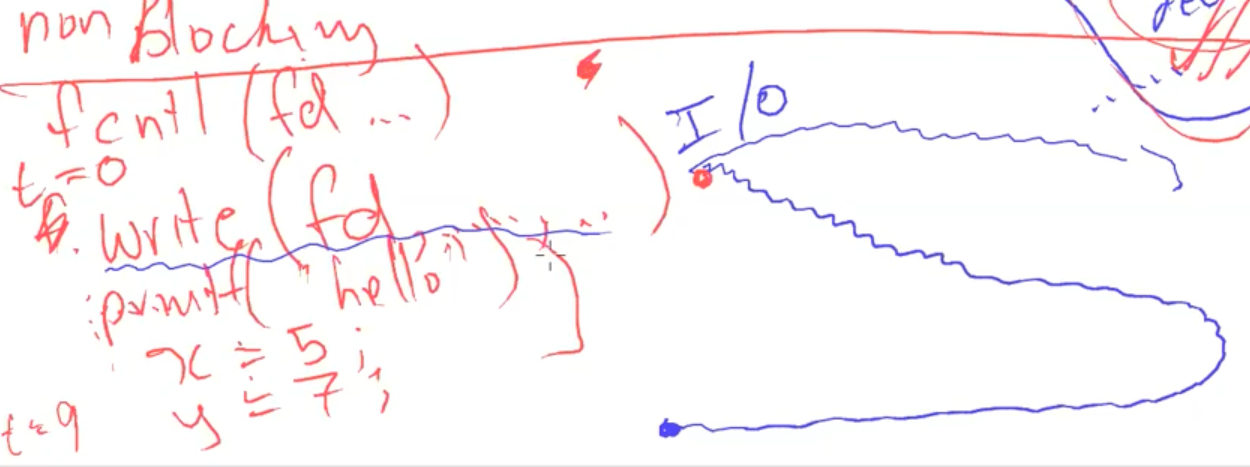 non Blocking
fcntl (fd ...)
I/O
t=0
write (fd, ... )
printf( "hello")
x = 5;
y = 7;
t=9